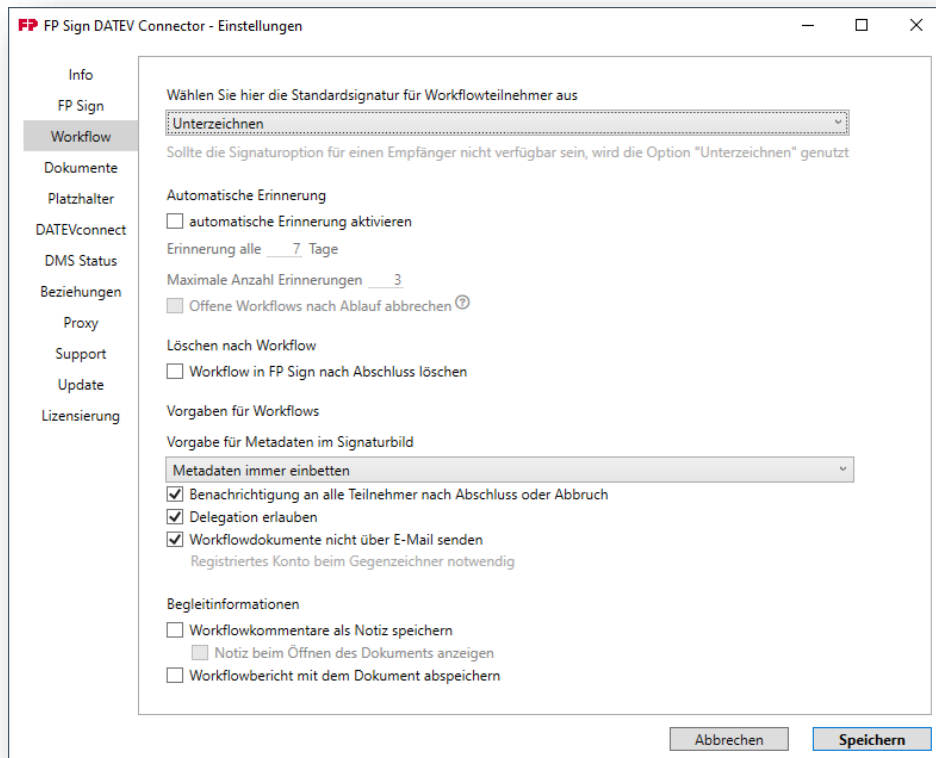 FP FP Sign DATEV Connector - Einstellungen
Info
FP Sign
Workflow
Dokumente
Platzhalter
DATEVconnect
DMS Status
Beziehungen
Proxy
Support
Update
Lizensierung
Wählen Sie hier die Standardsignatur für Workflowteilnehmer aus
Unterzeichnen
Sollte die Signaturoption für einen Empfänger nicht verfügbar sein, wird die Option "Unterzeichnen" genutzt
Automatische Erinnerung
automatische Erinnerung aktivieren
Erinnerung alle 7 Tage
Maximale Anzahl Erinnerungen 3
Offene Workflows nach Ablauf abbrechen ?
Löschen nach Workflow
Workflow in FP Sign nach Abschluss löschen
Vorgaben für Workflows
Vorgabe für Metadaten im Signaturbild
Metadaten immer einbetten
Benachrichtigung an alle Teilnehmer nach Abschluss oder Abbruch
Delegation erlauben
Workflowdokumente nicht über E-Mail senden
Registriertes Konto beim Gegenzeichner notwendig
Begleitinformationen
Workflowkommentare als Notiz speichern
Notiz beim Öffnen des Dokuments anzeigen
Workflowbericht mit dem Dokument abspeichern
Abbrechen
Speichern